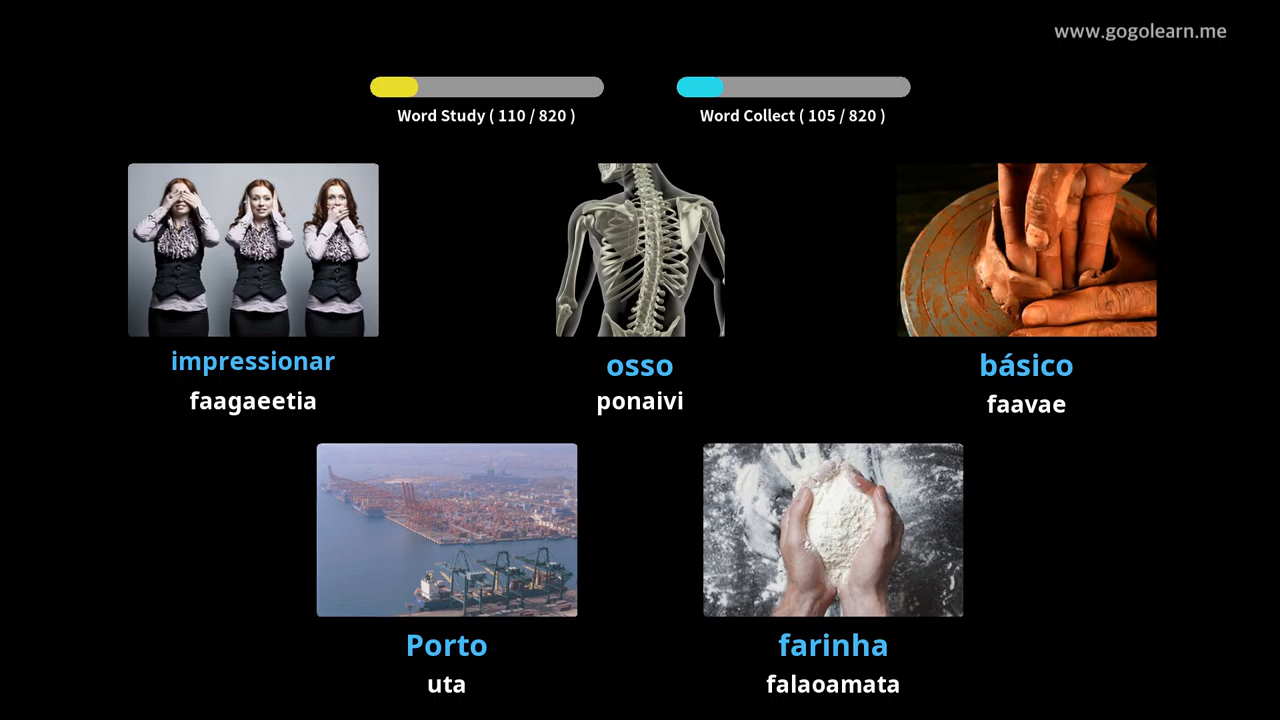 www.gogolearn.me
Word Study ( 110 / 820 )
Word Collect ( 105 / 820 )
impressionar
faagaeetia
osso
ponaivi
básico
faavae
Porto
uta
farinha
falaoamata